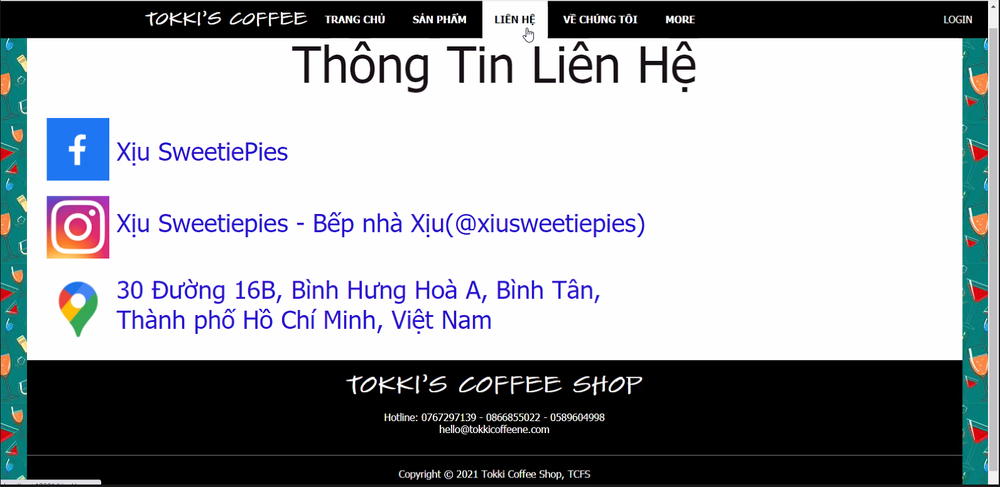 TOKKI'S COFFEE TRANG CHỦ SẢN PHẨM LIÊN HỆ VỀ CHÚNG TÔI MORE LOGIN
Thông Tin Liên Hệ
Xịu SweetiePies
Xịu Sweetiepies - Bếp nhà Xịu(@xiusweetiepies)
30 Đường 16B, Bình Hưng Hoà A, Bình Tân,
Thành phố Hồ Chí Minh, Việt Nam
TOKKI'S COFFEE SHOP
Hotline: 0767297139 - 0866855022 - 0589604998
hello@tokkicoffeene.com
Copyright © 2021 Tokki Coffee Shop, TCFS